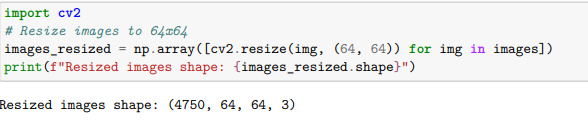 import cv2
# Resize images to 64x64
images_resized = np.array([cv2.resize(img, (64, 64)) for img in images])
print(f"Resized images shape: {images_resized.shape}")
Resized images shape: (4750, 64, 64, 3)